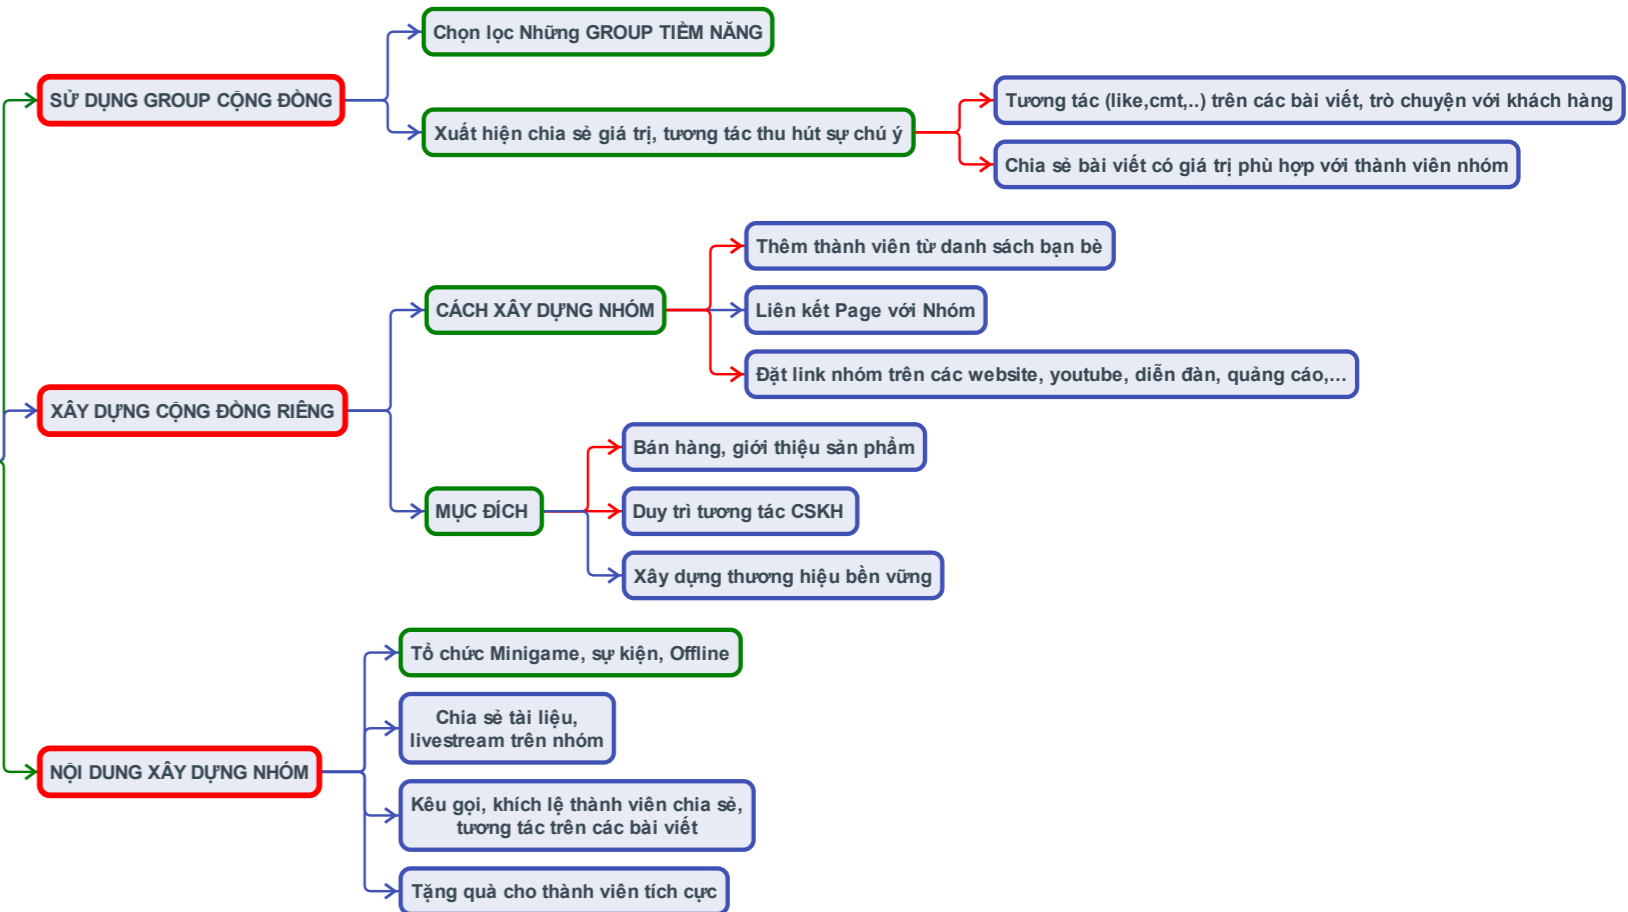 SỬ DỤNG GROUP CỘNG ĐỒNG
Chọn lọc Những GROUP TIỀM NĂNG
Xuất hiện chia sẻ giá trị, tương tác thu hút sự chú ý
Tương tác (like,cmt,..) trên các bài viết, trò chuyện với khách hàng
Chia sẻ bài viết có giá trị phù hợp với thành viên nhóm
XÂY DỰNG CỘNG ĐỒNG RIÊNG
CÁCH XÂY DỰNG NHÓM
Thêm thành viên từ danh sách bạn bè
Liên kết Page với Nhóm
Đặt link nhóm trên các website, youtube, diễn đàn, quảng cáo,...
MỤC ĐÍCH
Bán hàng, giới thiệu sản phẩm
Duy trì tương tác CSKH
Xây dựng thương hiệu bền vững
NỘI DUNG XÂY DỰNG NHÓM
Tổ chức Minigame, sự kiện, Offline
Chia sẻ tài liệu,
livestream trên nhóm
Kêu gọi, khích lệ thành viên chia sẻ,
tương tác trên các bài viết
Tặng quà cho thành viên tích cực